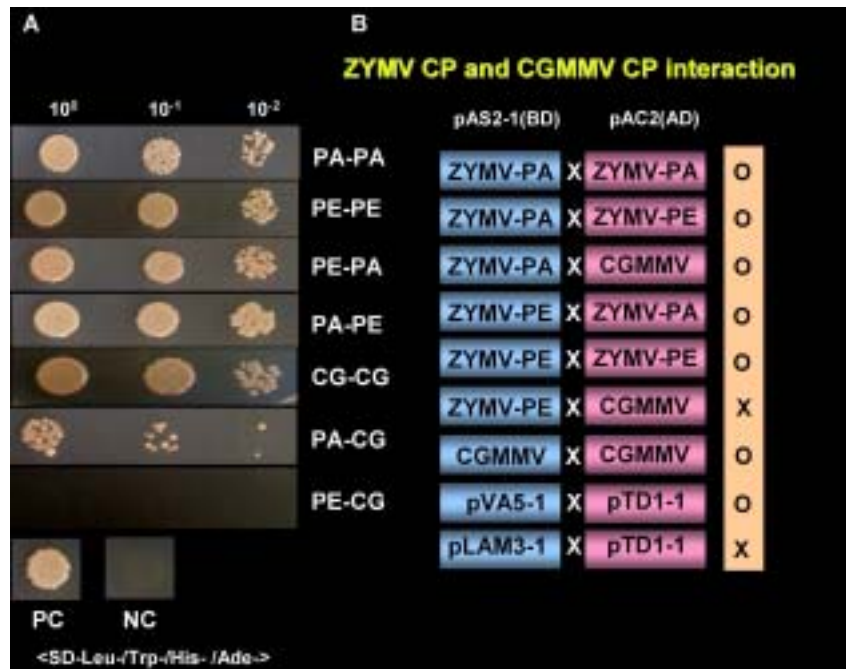 A
B
ZYMV CP and CGMMV CP interaction
10⁰ 10⁻¹ 10⁻²
pAS2-1(BD) pAC2(AD)
PA-PA
PE-PE
PE-PA
PA-PE
CG-CG
PA-CG
PE-CG
PC NC
<SD-Leu-/Trp-/His- /Ade->
ZYMV-PA X ZYMV-PA O
ZYMV-PA X ZYMV-PE O
ZYMV-PA X CGMMV O
ZYMV-PE X ZYMV-PA O
ZYMV-PE X ZYMV-PE O
ZYMV-PE X CGMMV X
CGMMV X CGMMV O
pVA5-1 X pTD1-1 O
pLAM3-1 X pTD1-1 X